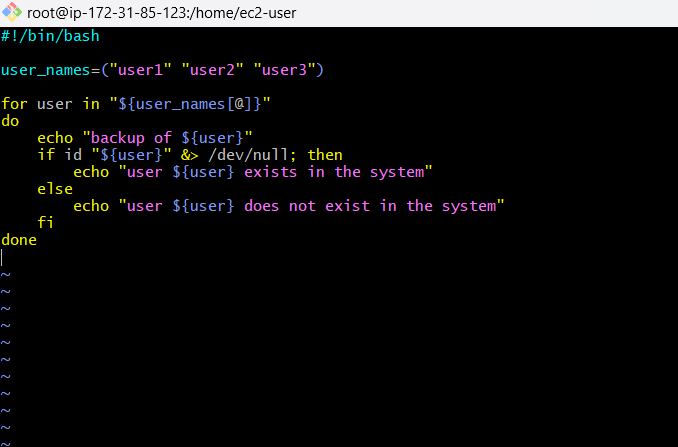 root@ip-172-31-85-123:/home/ec2-user
#!/bin/bash
user_names=("user1" "user2" "user3")
for user in "${user_names[@]}"
do
    echo "backup of ${user}"
    if id "${user}" &> /dev/null; then
        echo "user ${user} exists in the system"
    else
        echo "user ${user} does not exist in the system"
    fi
done
~
~
~
~
~
~
~
~
~
~
~